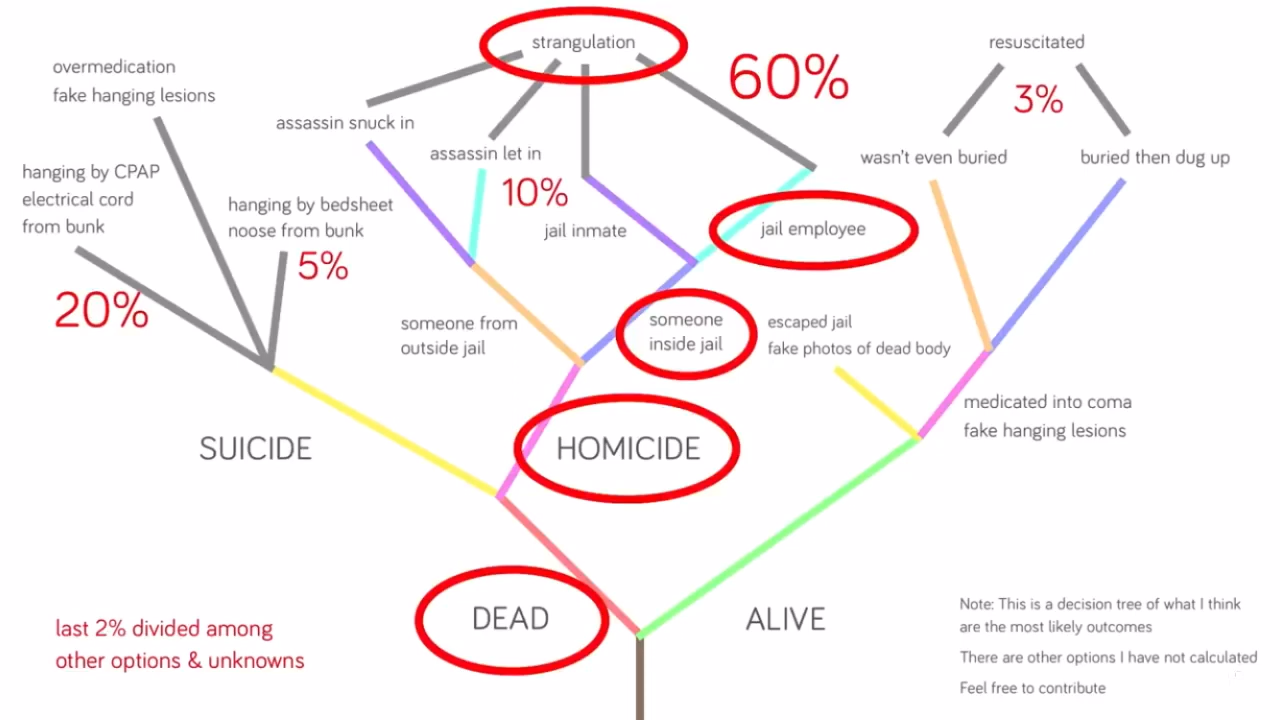 strangulation
60%
resuscitated
3%
overmedication
fake hanging lesions
assassin snuck in
assassin let in
10%
jail inmate
wasn't even buried
buried then dug up
hanging by CPAP
electrical cord
from bunk
20%
hanging by bedsheet
noose from bunk
5%
jail employee
someone from
outside jail
someone
inside jail
escaped jail
fake photos of dead body
medicated into coma
fake hanging lesions
SUICIDE
HOMICIDE
DEAD
ALIVE
last 2% divided among
other options & unknowns
Note: This is a decision tree of what I think
are the most likely outcomes
There are other options I have not calculated
Feel free to contribute